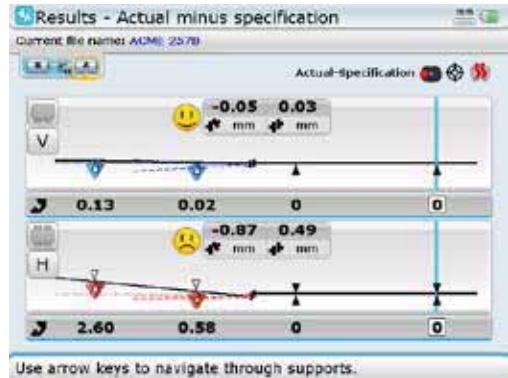 Results - Actual minus specification
Current file name: ACME 2570
Actual-Specification
-0.05 0.03
mm mm
V
0.13 0.02 0 0
-0.87 0.49
mm mm
H
2.60 0.58 0 0
Use arrow keys to navigate through supports.